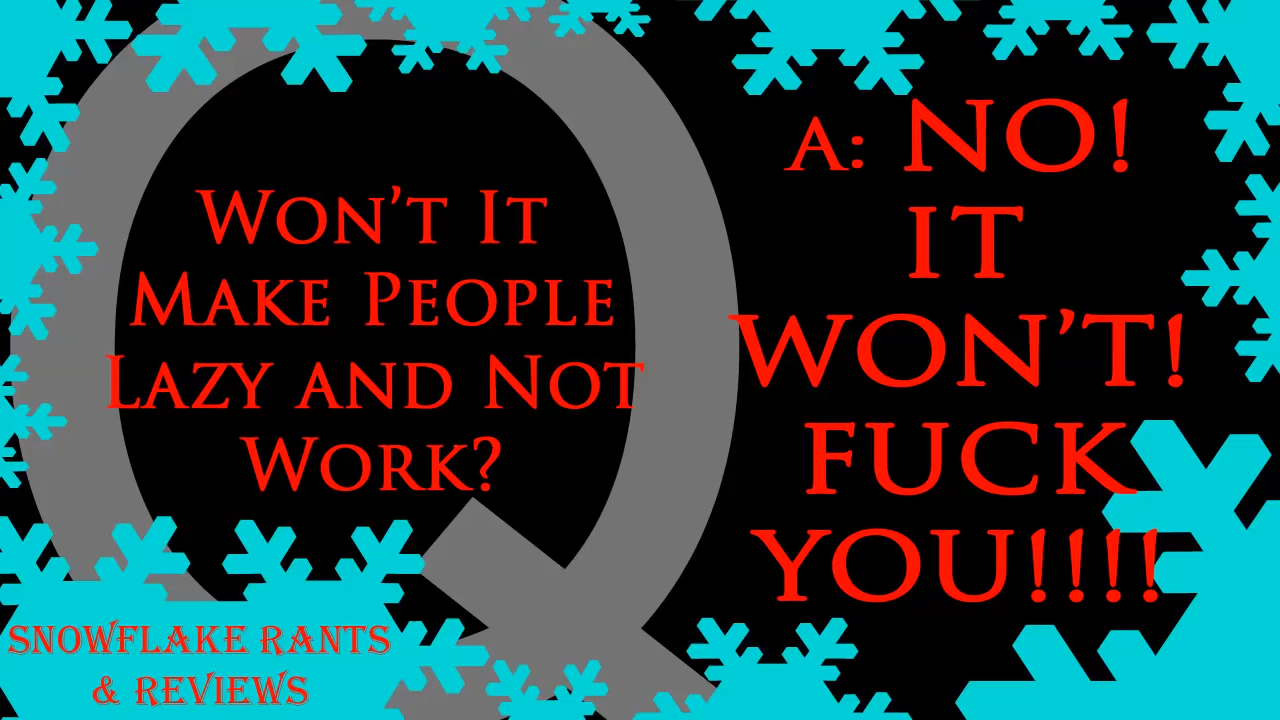 Won't It
Make People
Lazy and Not
Work?
A: NO!
IT
WON'T!
FUCK
YOU!!!!
SNOWFLAKE RANTS
& REVIEWS